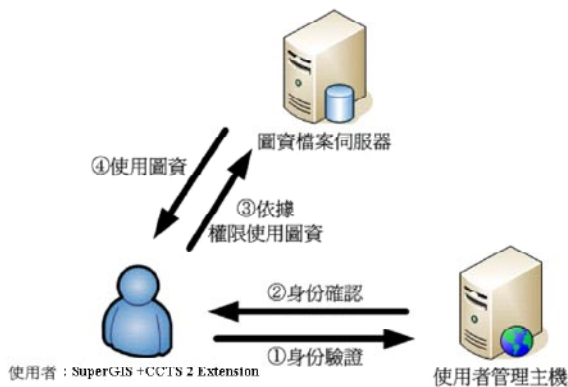 圖資檔案伺服器
④使用圖資
③依據
權限使用圖資
②身份確認
①身份驗證
使用者：SuperGIS +CCTS 2 Extension
使用者管理主機